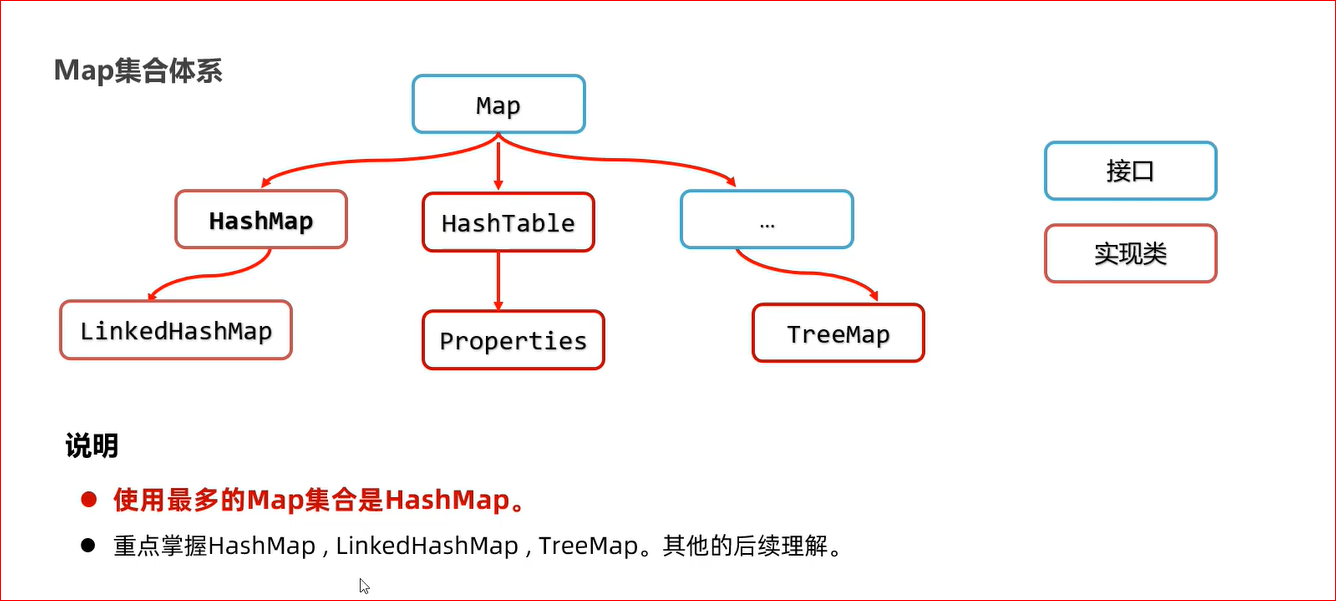 Map集合体系
Map
接口
HashMap
HashTable
...
实现类
LinkedHashMap
Properties
TreeMap
说明
使用最多的Map集合是HashMap。
重点掌握HashMap , LinkedHashMap , TreeMap。其他的后续理解。